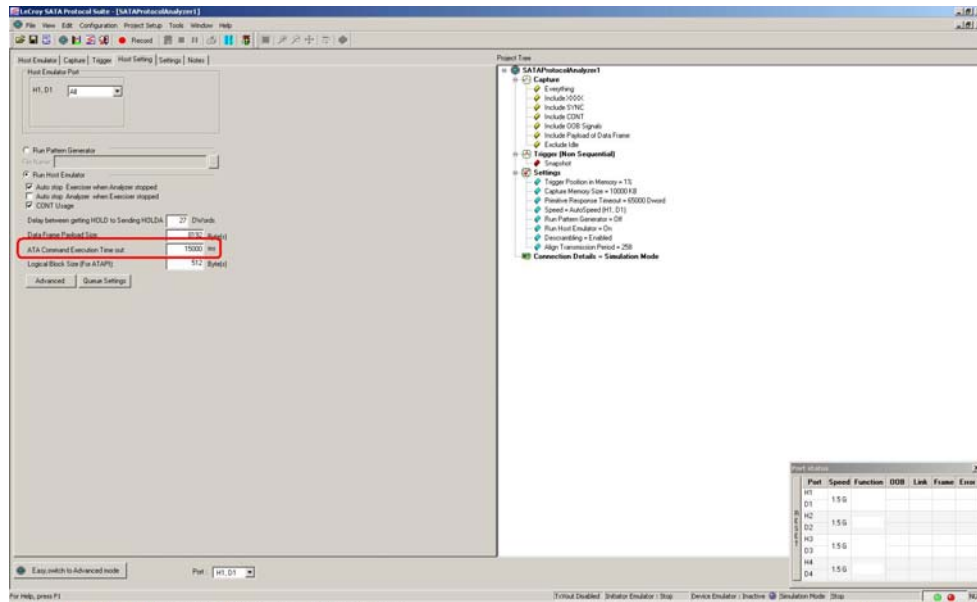 LeCroy SATA Protocol Suite - [SATAProtocolAnalyzer1]
File View Edit Configuration Project Setup Tools Window Help
Record
Host Emulator Capture Trigger Host Setting Settings Notes
Host Emulator Port
H1, D1 All
Run Pattern Generator
File Name
Run Host Emulator
Auto stop Exerciser when Analyzer stopped
Auto stop Analyzer when Exerciser stopped
CONT Usage
Delay between getting HOLD to Sending HOLDA 27 DWords
Data Frame Payload Size 8192 Byte(s)
ATA Command Execution Time out 15000 ms
Logical Block Size (For ATAPI) 512 Byte(s)
Advanced Queue Settings
Easy,switch to Advanced mode
Port : H1, D1
Project Tree
SATAProtocolAnalyzer1
Capture
Everything
Include XXXX
Include SYNC
Include CONT
Include OOB Signals
Include Payload of Data Frame
Exclude Idle
Trigger (Non Sequential)
Snapshot
Settings
Trigger Position in Memory = 1%
Capture Memory Size = 10000 KB
Primitive Response Timeout = 65000 Dword
Speed = AutoSpeed (H1, D1)
Run Pattern Generator = Off
Run Host Emulator = On
Descrambling = Enabled
Align Transmission Period = 258
Connection Details = Simulation Mode
Port status
Port Speed Function OOB Link Frame Error
RESET
H1
D1 1.5 G
H2
D2 1.5 G
H3
D3 1.5 G
H4
D4 1.5 G
For Help, press F1
TxVout Disabled Initiator Emulator : Stop Device Emulator : Inactive Simulation Mode Stop